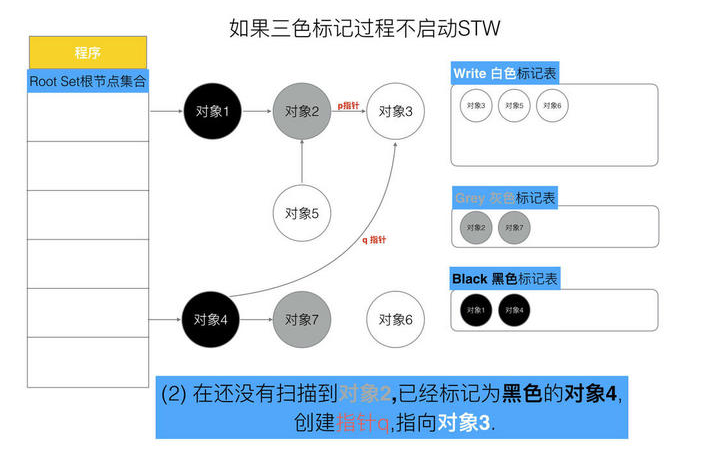 如果三色标记过程不启动STW
程序
Root Set根节点集合
对象1
对象2
p指针
对象3
对象5
q 指针
对象4
对象7
对象6
Write 白色标记表
对象3 对象5 对象6
Grey 灰色标记表
对象2 对象7
Black 黑色标记表
对象1 对象4
(2) 在还没有扫描到对象2,已经标记为黑色的对象4,
创建指针q,指向对象3.